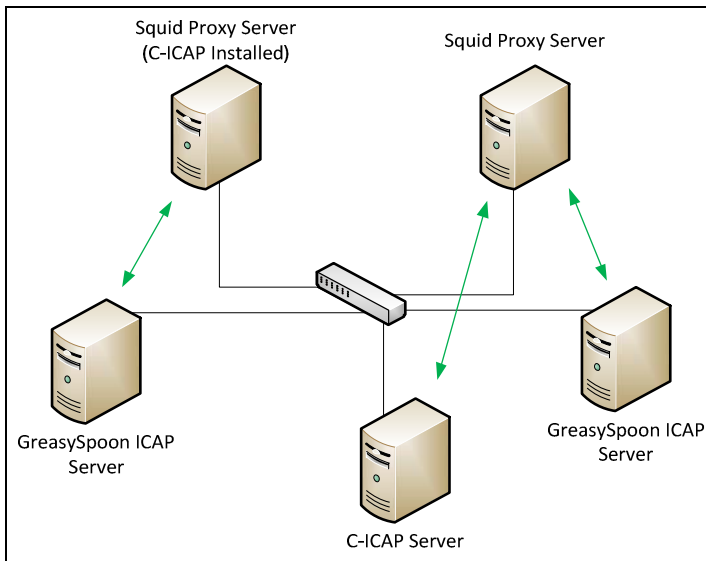 Squid Proxy Server
(C-ICAP Installed)
Squid Proxy Server
GreasySpoon ICAP
Server
GreasySpoon ICAP
Server
C-ICAP Server